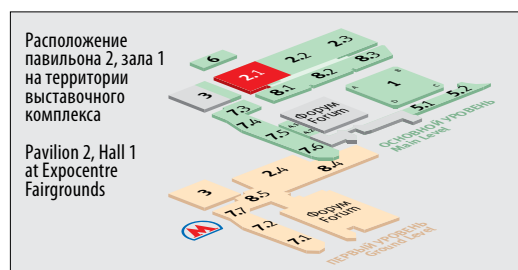 Расположение
павильона 2, зала 1
на территории
выставочного
комплекса
Pavilion 2, Hall 1
at Expocentre
Fairgrounds
6
2.1
2.2
2.3
8.1
8.2
8.3
3
7.3
7.4
7.5
7.6
Форум
Forum
1
A
B
C
D
5.1
5.2
ОСНОВНОЙ УРОВЕНЬ
Main Level
3
2.4
8.4
8.5
7.7
7.2
7.1
Форум
Forum
ПЕРВЫЙ УРОВЕНЬ
Ground Level
М